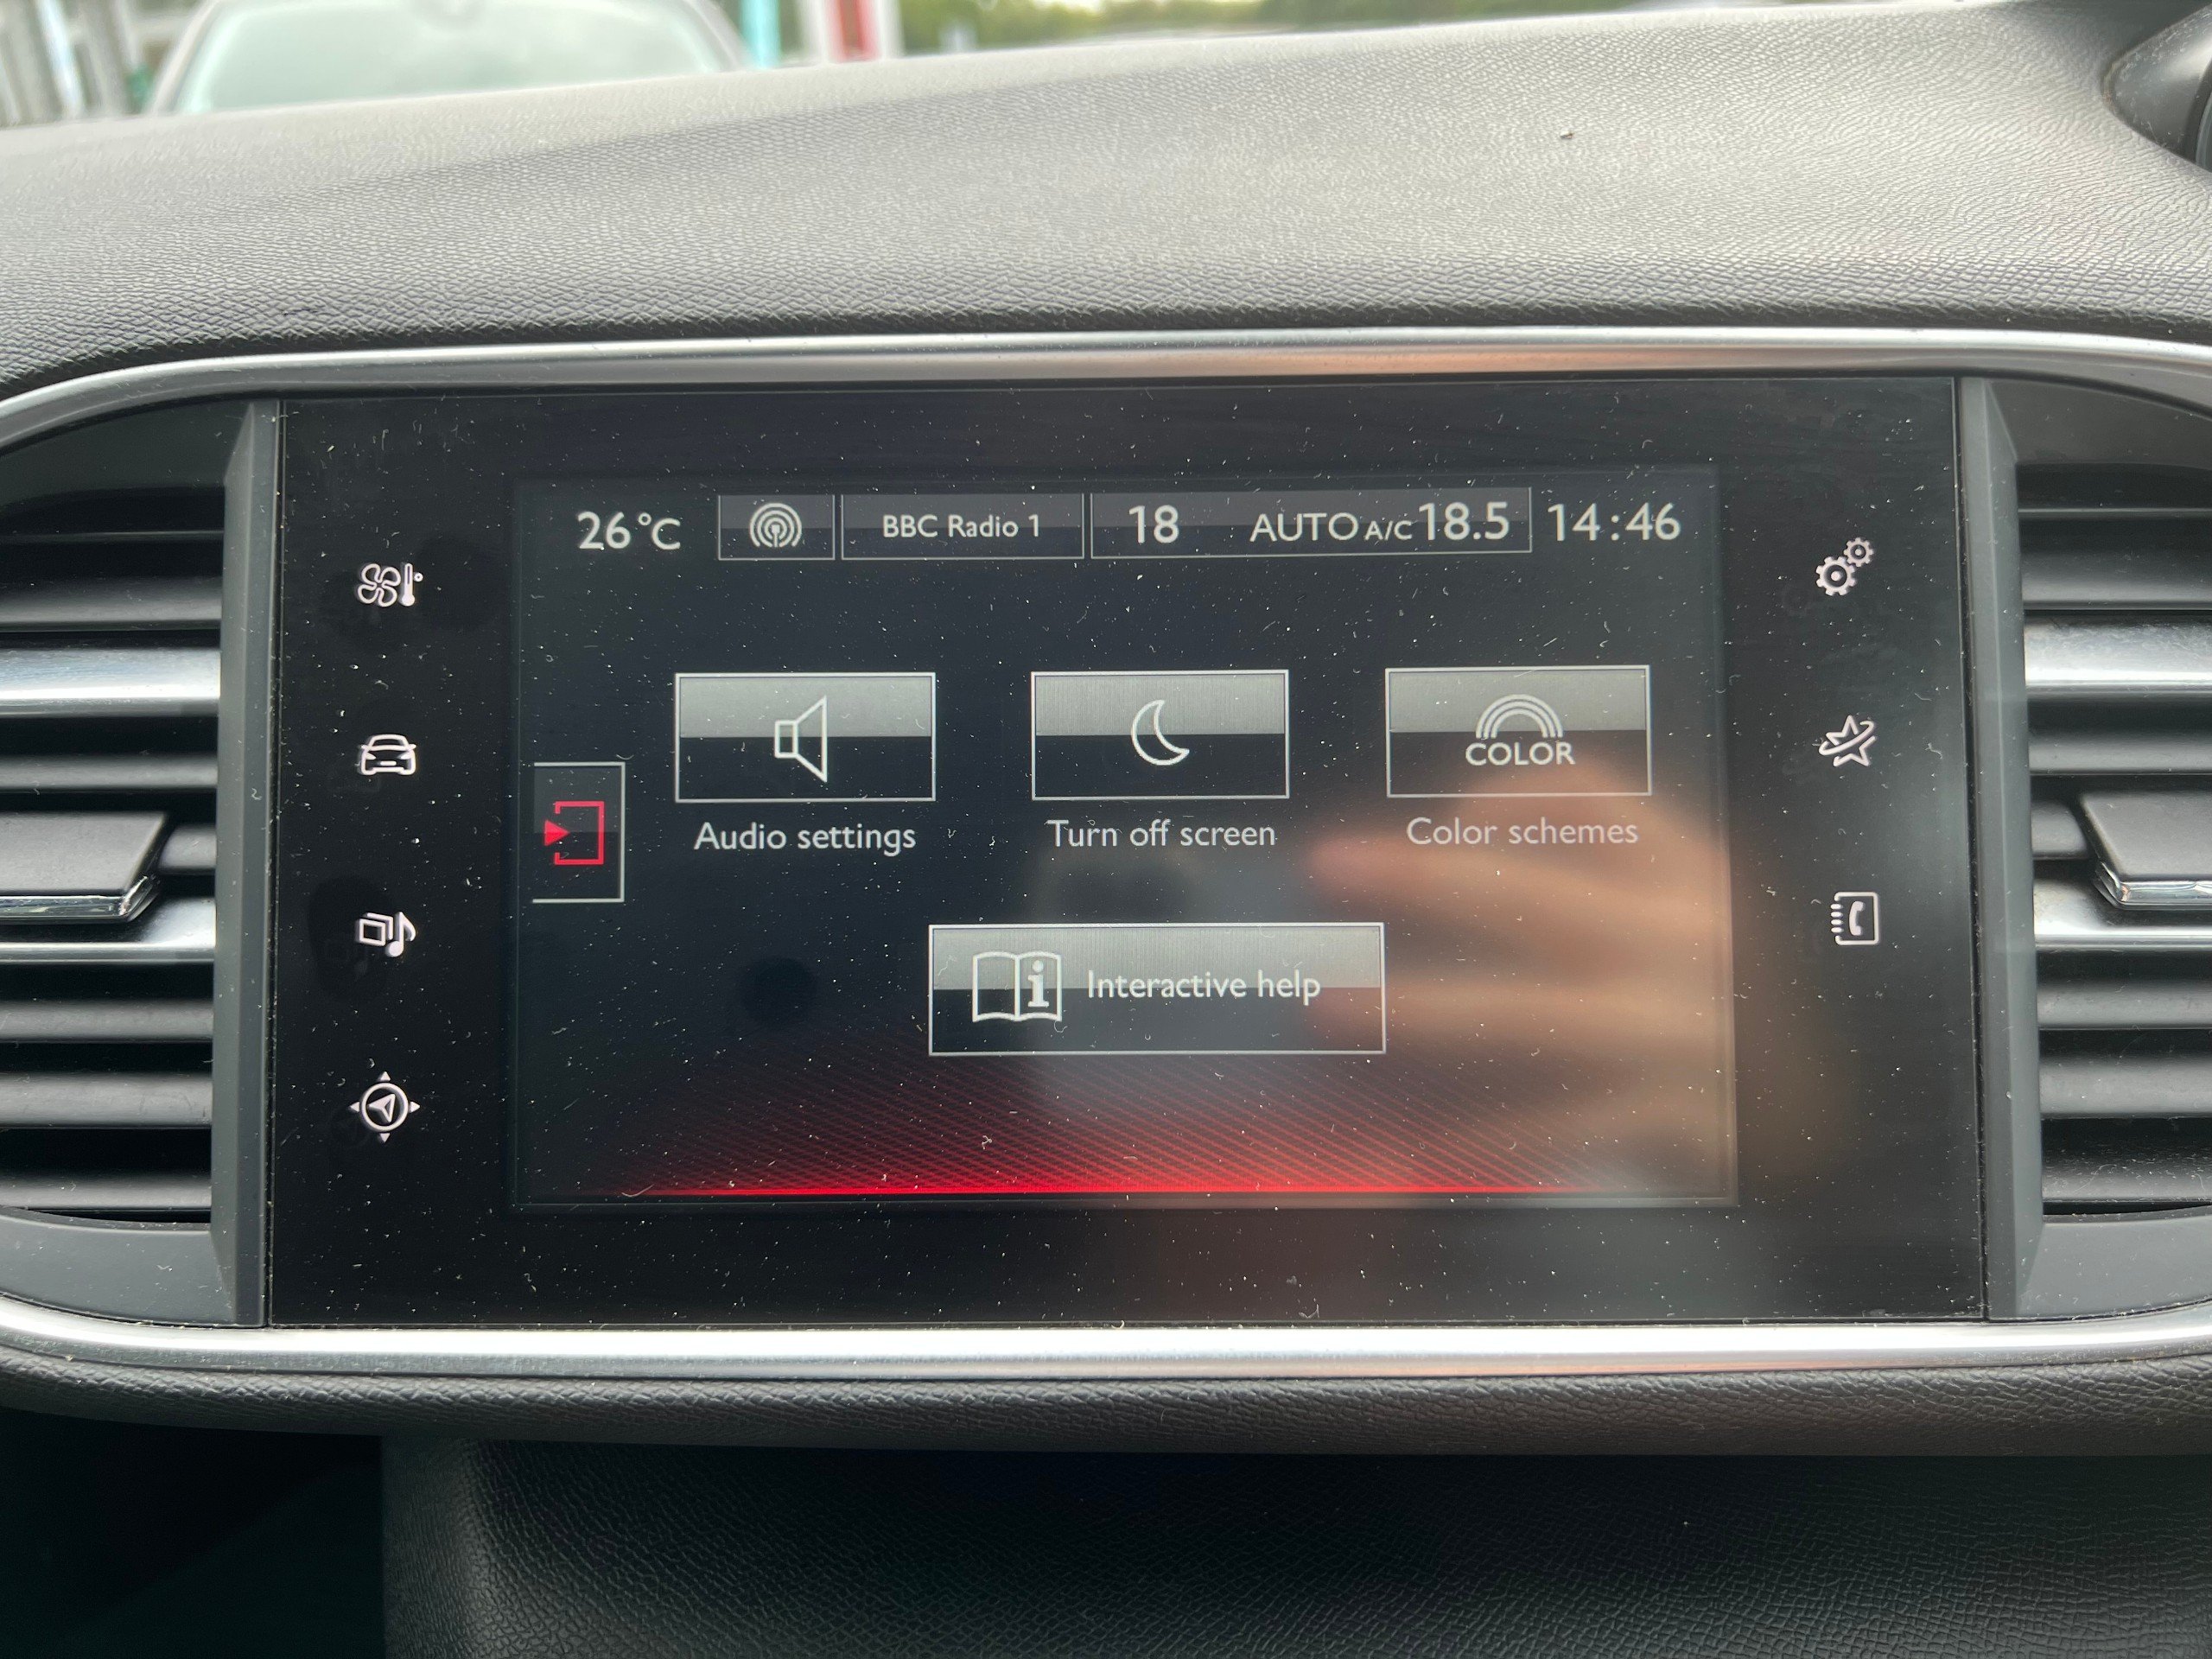 26°C BBC Radio 1 18 AUTO A/C 18.5 14:46
COLOR
Audio settings Turn off screen Color schemes
i Interactive help